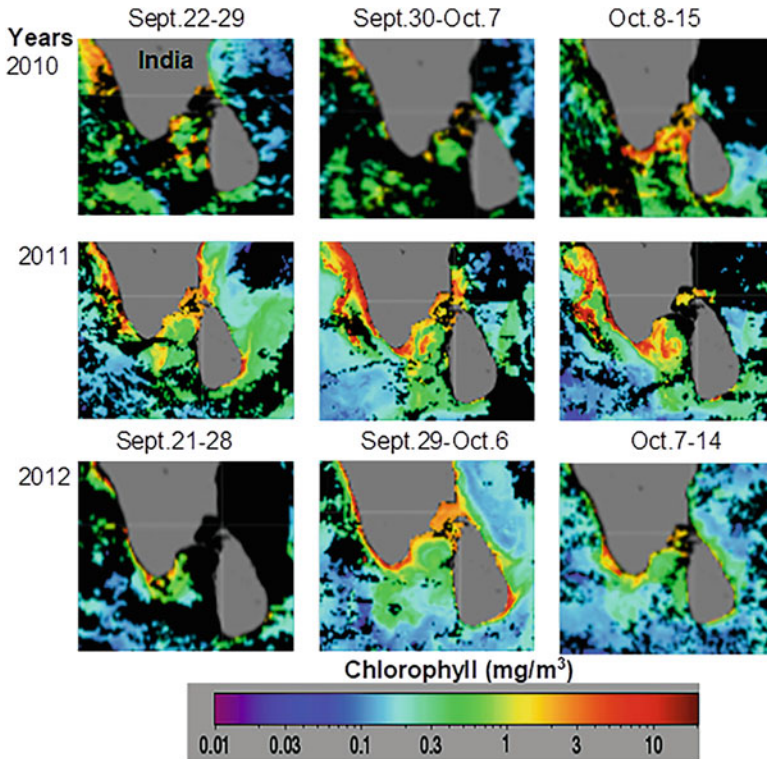 Sept.22-29 Sept.30-Oct.7 Oct.8-15
Years
2010
India
2011
Sept.21-28 Sept.29-Oct.6 Oct.7-14
2012
Chlorophyll (mg/m³)
0.01 0.03 0.1 0.3 1 3 10